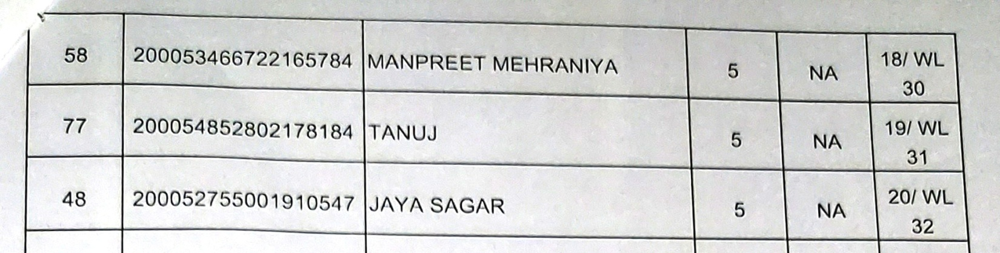 58 200053466722165784 MANPREET MEHRANIYA 5 NA 18/ WL
30
77 200054852802178184 TANUJ 5 NA 19/ WL
31
48 200052755001910547 JAYA SAGAR 5 NA 20/ WL
32